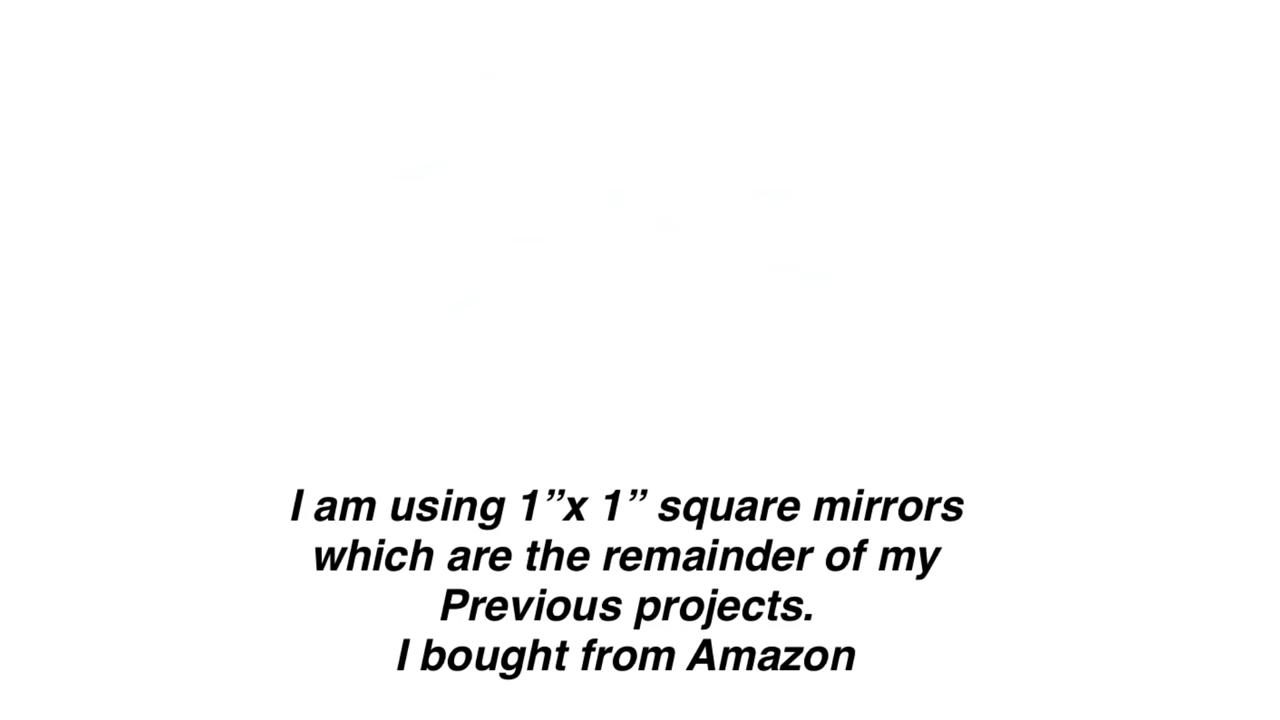 I am using 1”x 1” square mirrors
which are the remainder of my
Previous projects.
I bought from Amazon